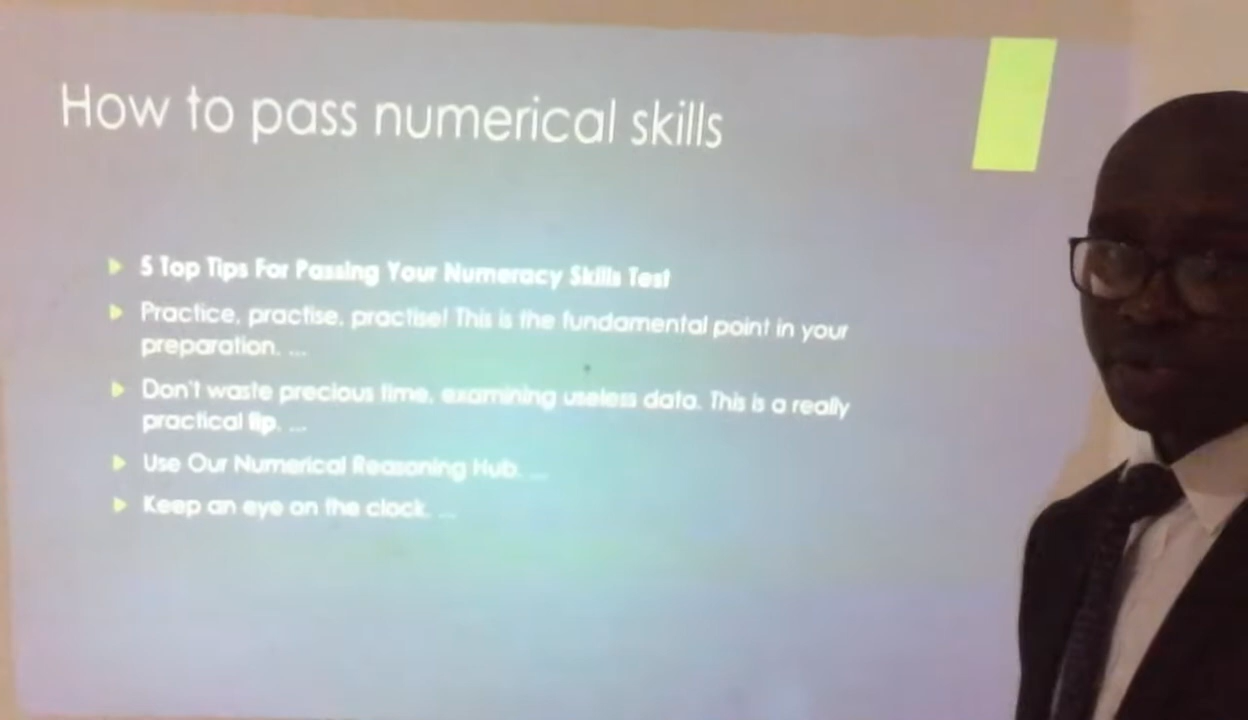 How to pass numerical skills
5 Top Tips For Passing Your Numeracy Skills Test
Practice, practise, practise! This is the fundamental point in your
preparation. ...
Don't waste precious time, examining useless data. This is a really
practical tip. ...
Use Our Numerical Reasoning Hub. ...
Keep an eye on the clock. ...